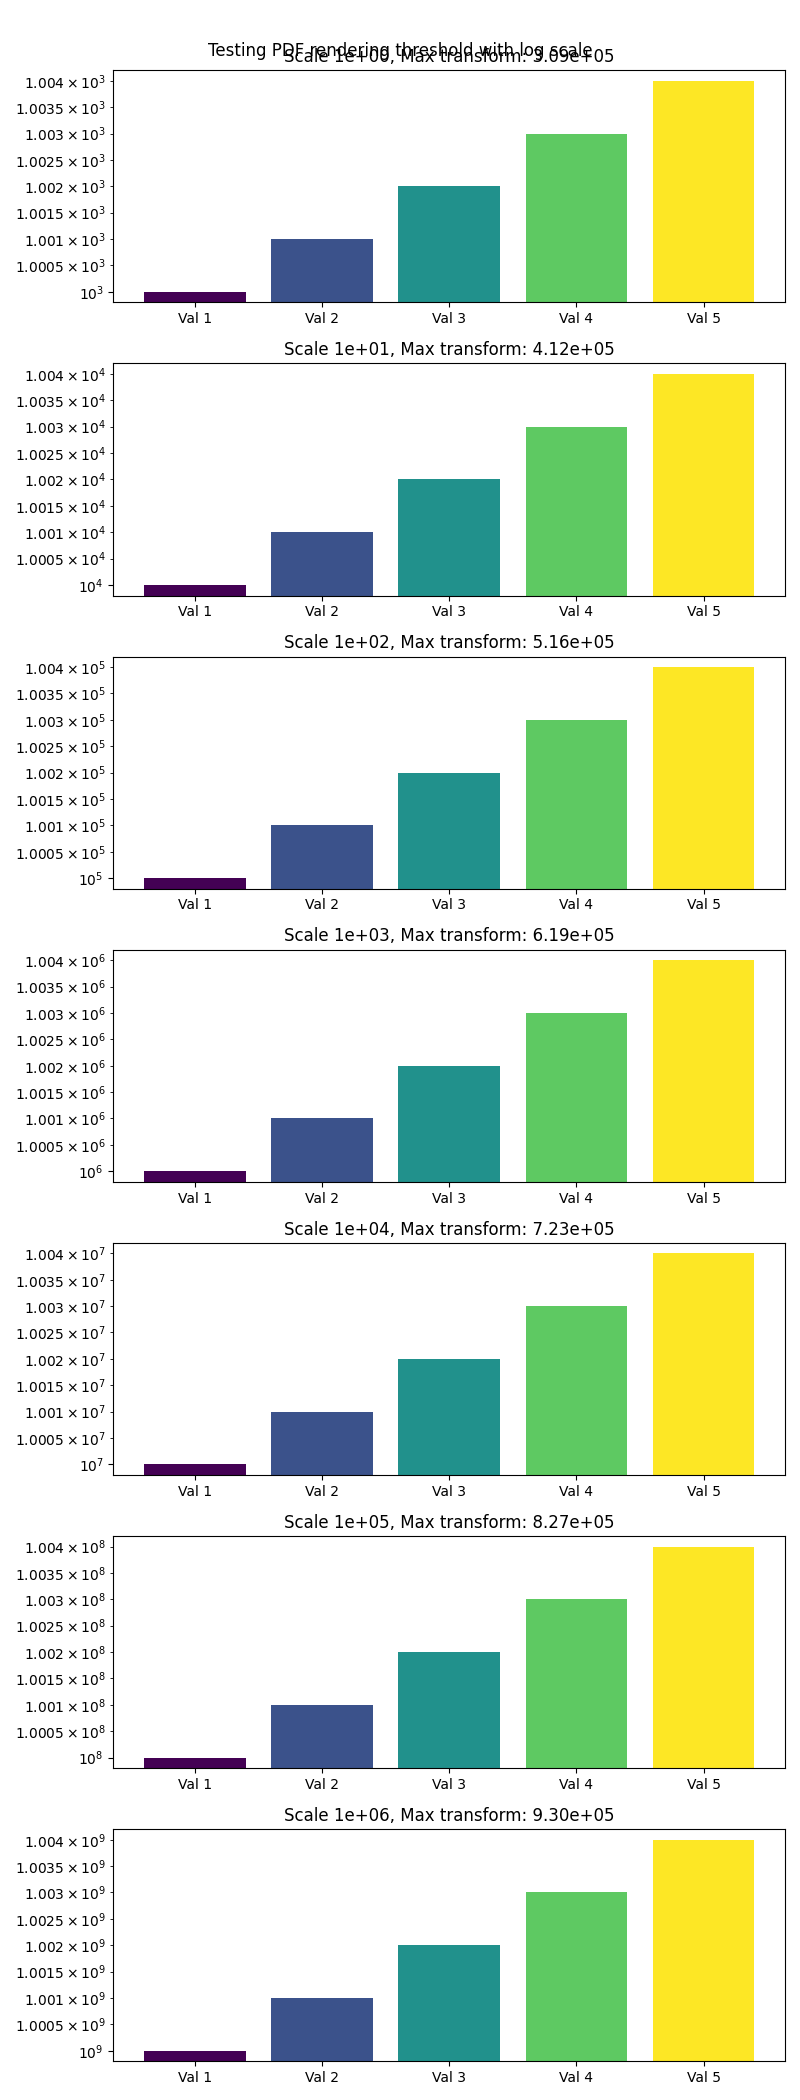 Testing PDF rendering threshold with log scale
Scale 1e+00, Max transform: 3.09e+05
1.004 × 10³
1.0035 × 10³
1.003 × 10³
1.0025 × 10³
1.002 × 10³
1.0015 × 10³
1.001 × 10³
1.0005 × 10³
10³
Val 1 Val 2 Val 3 Val 4 Val 5
Scale 1e+01, Max transform: 4.12e+05
1.004 × 10⁴
1.0035 × 10⁴
1.003 × 10⁴
1.0025 × 10⁴
1.002 × 10⁴
1.0015 × 10⁴
1.001 × 10⁴
1.0005 × 10⁴
10⁴
Val 1 Val 2 Val 3 Val 4 Val 5
Scale 1e+02, Max transform: 5.16e+05
1.004 × 10⁵
1.0035 × 10⁵
1.003 × 10⁵
1.0025 × 10⁵
1.002 × 10⁵
1.0015 × 10⁵
1.001 × 10⁵
1.0005 × 10⁵
10⁵
Val 1 Val 2 Val 3 Val 4 Val 5
Scale 1e+03, Max transform: 6.19e+05
1.004 × 10⁶
1.0035 × 10⁶
1.003 × 10⁶
1.0025 × 10⁶
1.002 × 10⁶
1.0015 × 10⁶
1.001 × 10⁶
1.0005 × 10⁶
10⁶
Val 1 Val 2 Val 3 Val 4 Val 5
Scale 1e+04, Max transform: 7.23e+05
1.004 × 10⁷
1.0035 × 10⁷
1.003 × 10⁷
1.0025 × 10⁷
1.002 × 10⁷
1.0015 × 10⁷
1.001 × 10⁷
1.0005 × 10⁷
10⁷
Val 1 Val 2 Val 3 Val 4 Val 5
Scale 1e+05, Max transform: 8.27e+05
1.004 × 10⁸
1.0035 × 10⁸
1.003 × 10⁸
1.0025 × 10⁸
1.002 × 10⁸
1.0015 × 10⁸
1.001 × 10⁸
1.0005 × 10⁸
10⁸
Val 1 Val 2 Val 3 Val 4 Val 5
Scale 1e+06, Max transform: 9.30e+05
1.004 × 10⁹
1.0035 × 10⁹
1.003 × 10⁹
1.0025 × 10⁹
1.002 × 10⁹
1.0015 × 10⁹
1.001 × 10⁹
1.0005 × 10⁹
10⁹
Val 1 Val 2 Val 3 Val 4 Val 5